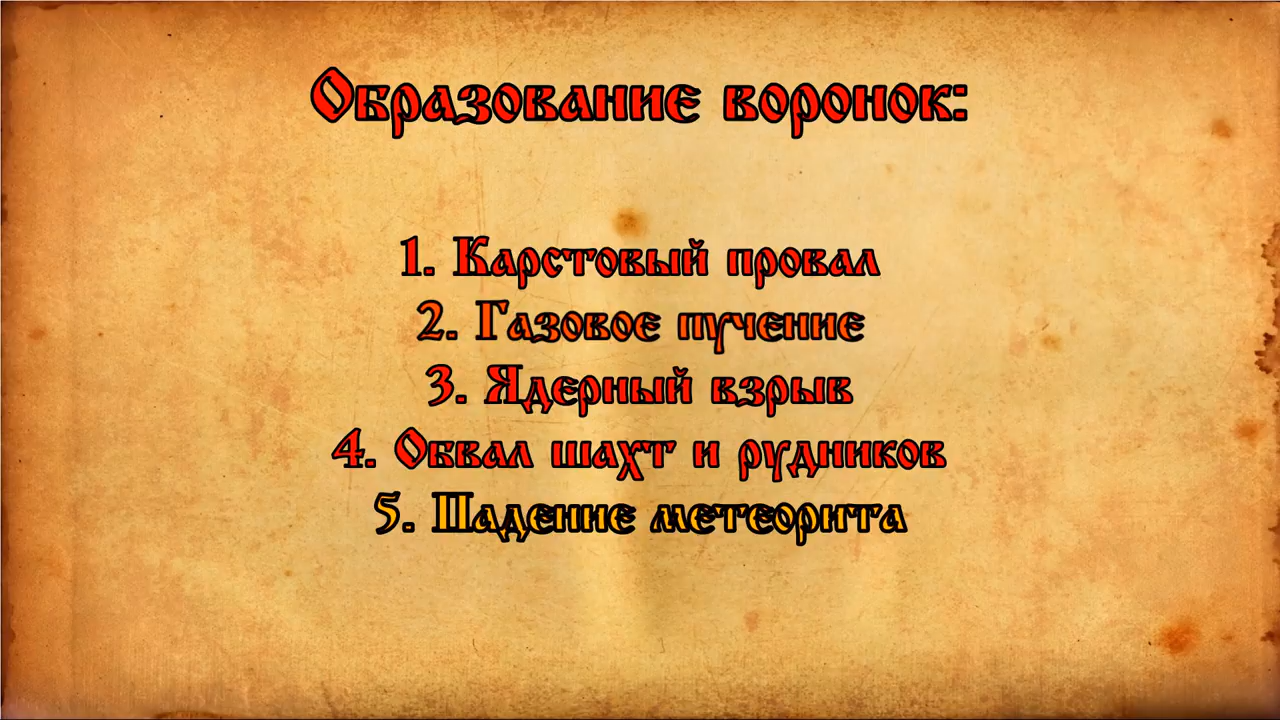 Образование воронок:
1. Карстовый провал
2. Газовое пучение
3. Ядерный взрыв
4. Обвал шахт и рудников
5. Падение метеорита